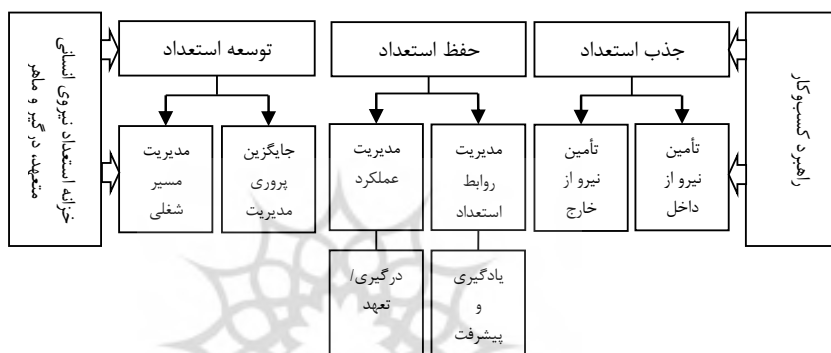 راهبرد کسب‌وکار
جذب استعداد
تأمین
نیرو از
داخل
تأمین
نیرو از
خارج
حفظ استعداد
مدیریت
روابط
استعداد
یادگیری
و
پیشرفت
مدیریت
عملکرد
درگیری/
تعهد
توسعه استعداد
جایگزین
پروری
مدیریت
مدیریت
مسیر
شغلی
خزانه استعداد نیروی انسانی
متعهد، درگیر و ماهر